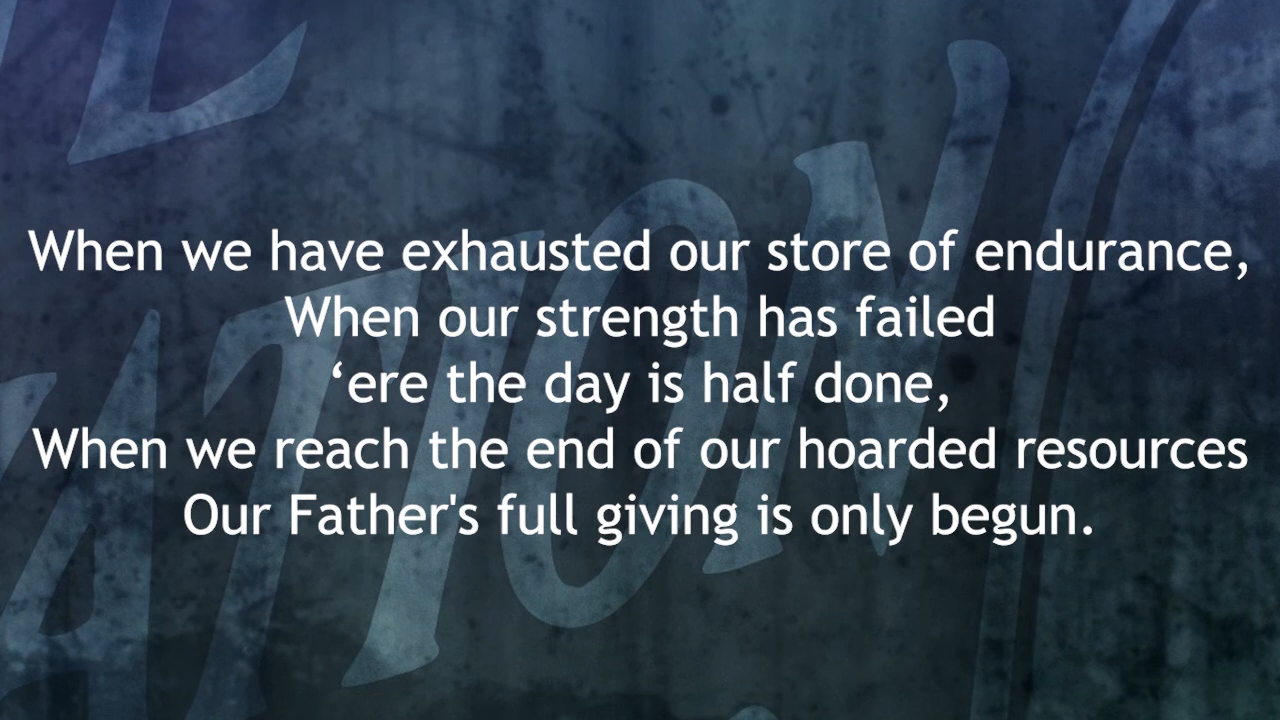 When we have exhausted our store of endurance,
When our strength has failed
‘ere the day is half done,
When we reach the end of our hoarded resources
Our Father's full giving is only begun.